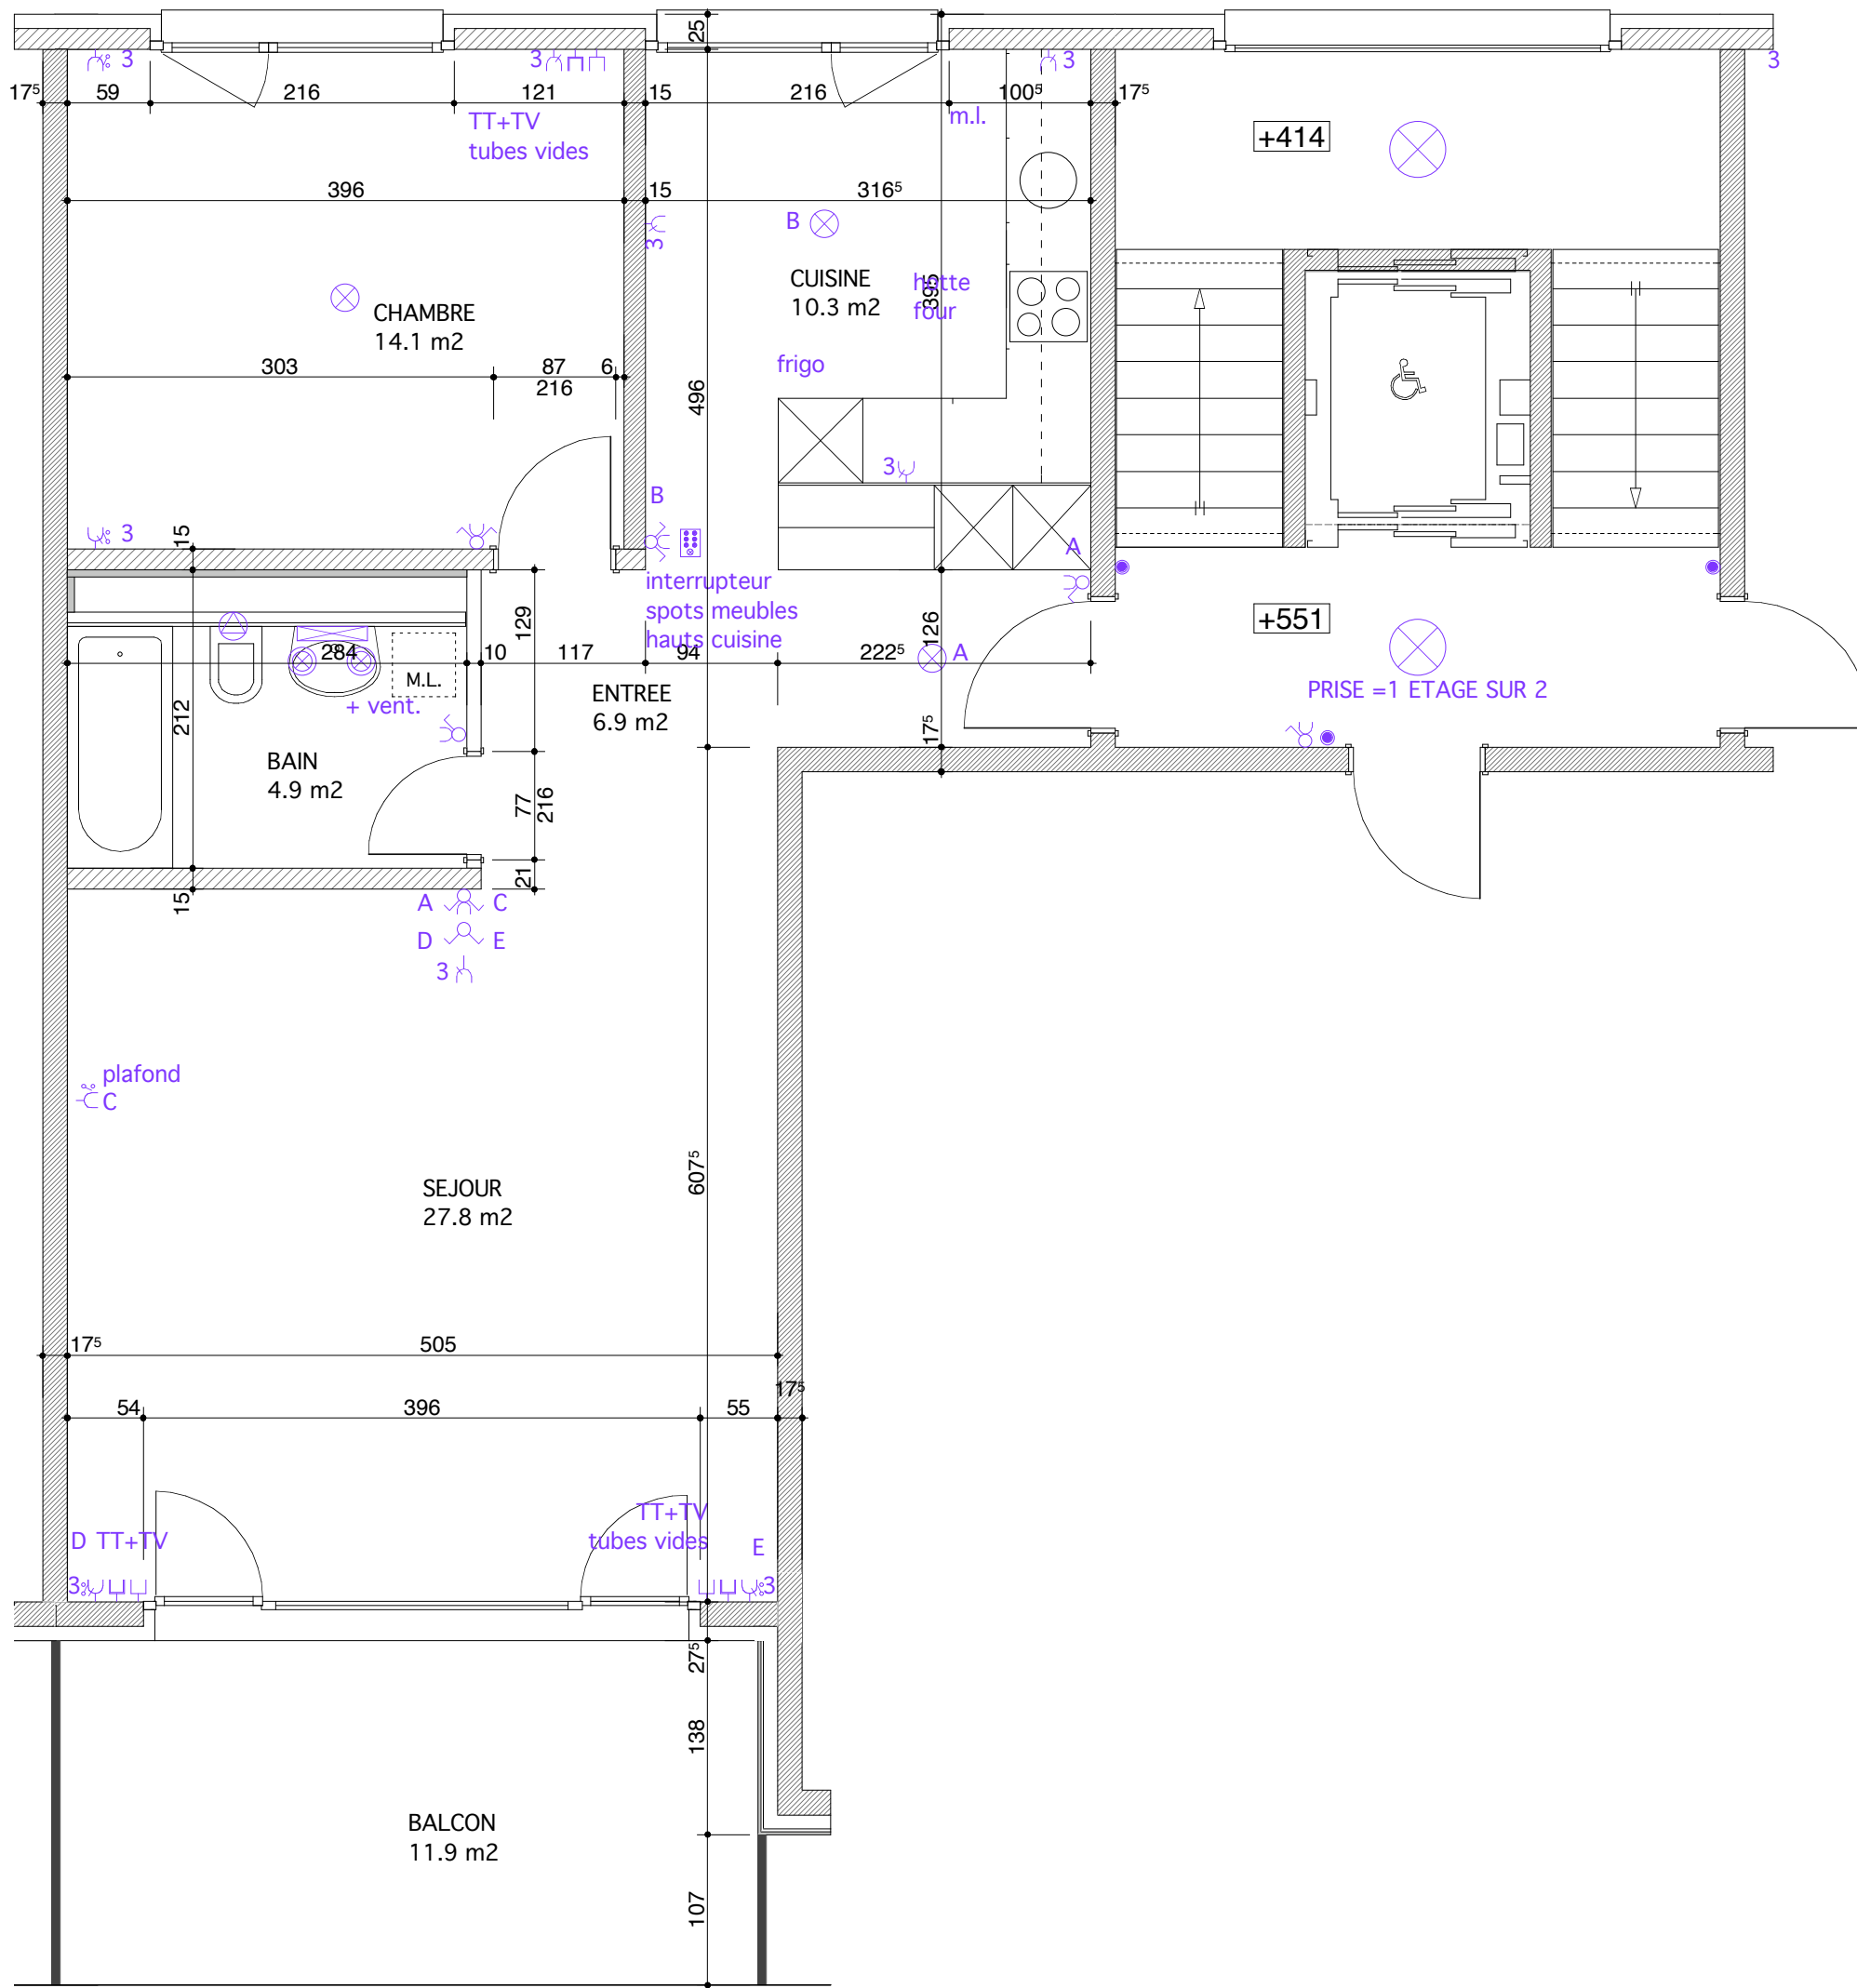 25
3
3
3
3
17⁵
59
216
121
15
216
100⁵
17⁵
m.l.
TT+TV
tubes vides
+414
396
15
316⁵
3
B
CUISINE
10.3 m2
395
hotte
four
CHAMBRE
14.1 m2
303
87
6
216
frigo
496
3
B
3
15
A
interrupteur
spots meubles
hauts cuisine
129
126
+551
284
10
117
94
222⁵
A
M.L.
+ vent.
ENTREE
6.9 m2
PRISE =1 ETAGE SUR 2
212
17⁵
BAIN
4.9 m2
77
216
21
15
A
C
D
E
3
plafond
C
607⁵
SEJOUR
27.8 m2
17⁵
505
17⁵
54
396
55
TT+TV
tubes vides
D TT+TV
E
3
3
27⁵
138
BALCON
11.9 m2
107